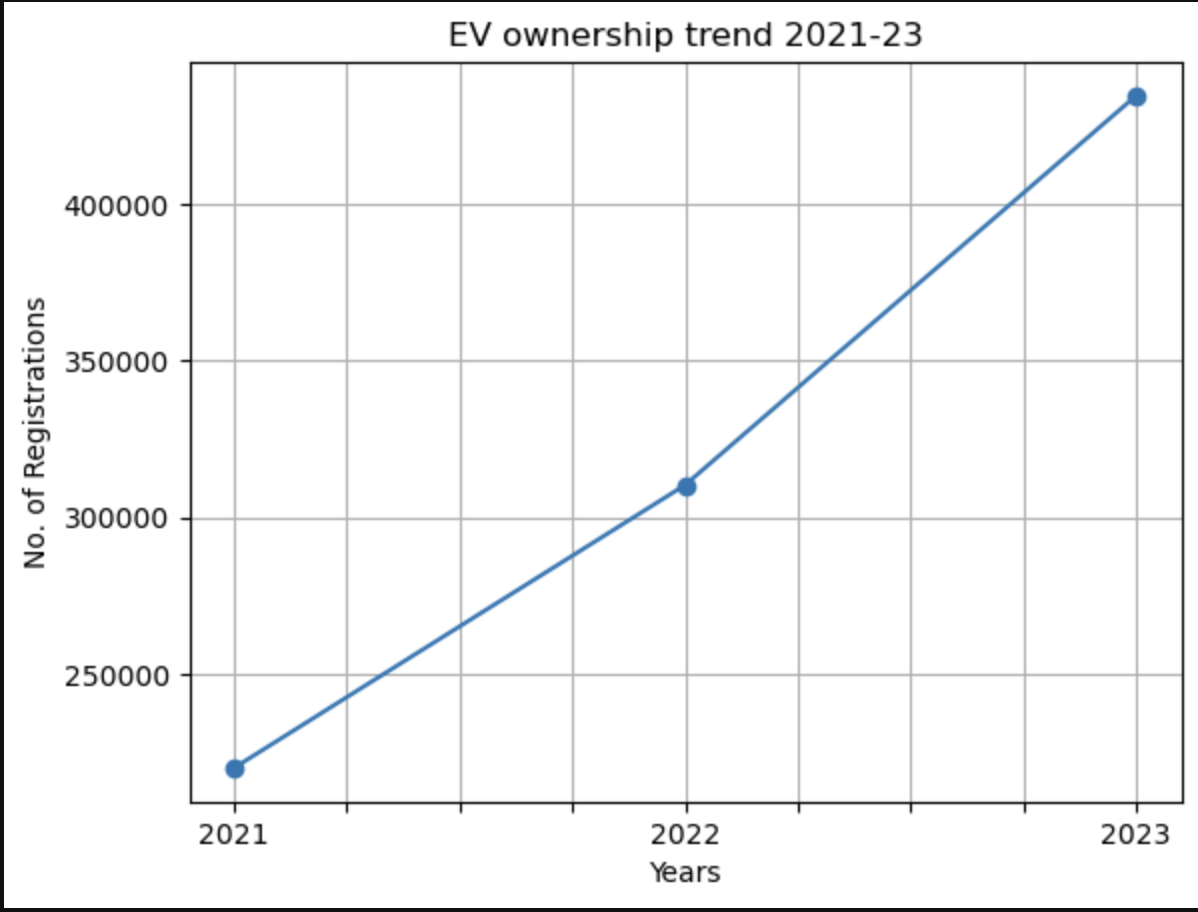 EV ownership trend 2021-23
400000
350000
300000
250000
No. of Registrations
2021 2022 2023
Years